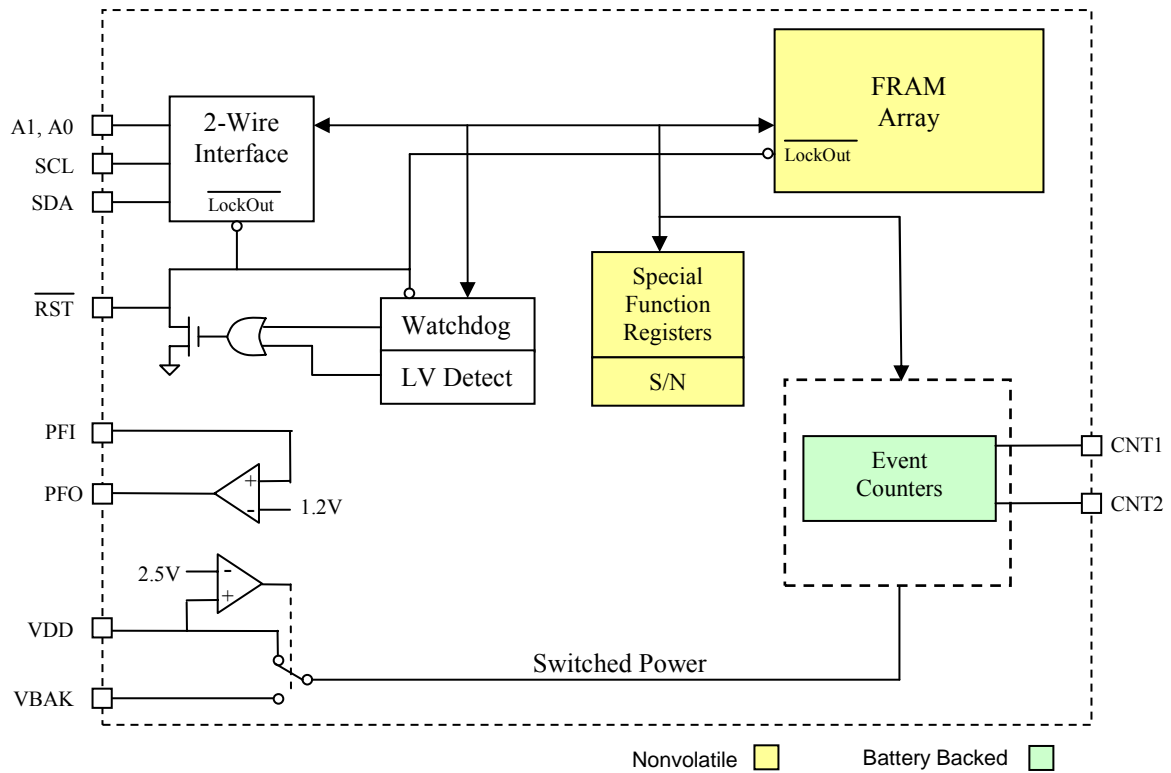 A1, A0
SCL
SDA
2-Wire
Interface
LockOut
FRAM
Array
LockOut
RST
Watchdog
LV Detect
Special
Function
Registers
S/N
PFI
PFO
+
-
1.2V
Event
Counters
CNT1
CNT2
2.5V
-
+
VDD
VBAK
Switched Power
Nonvolatile
Battery Backed